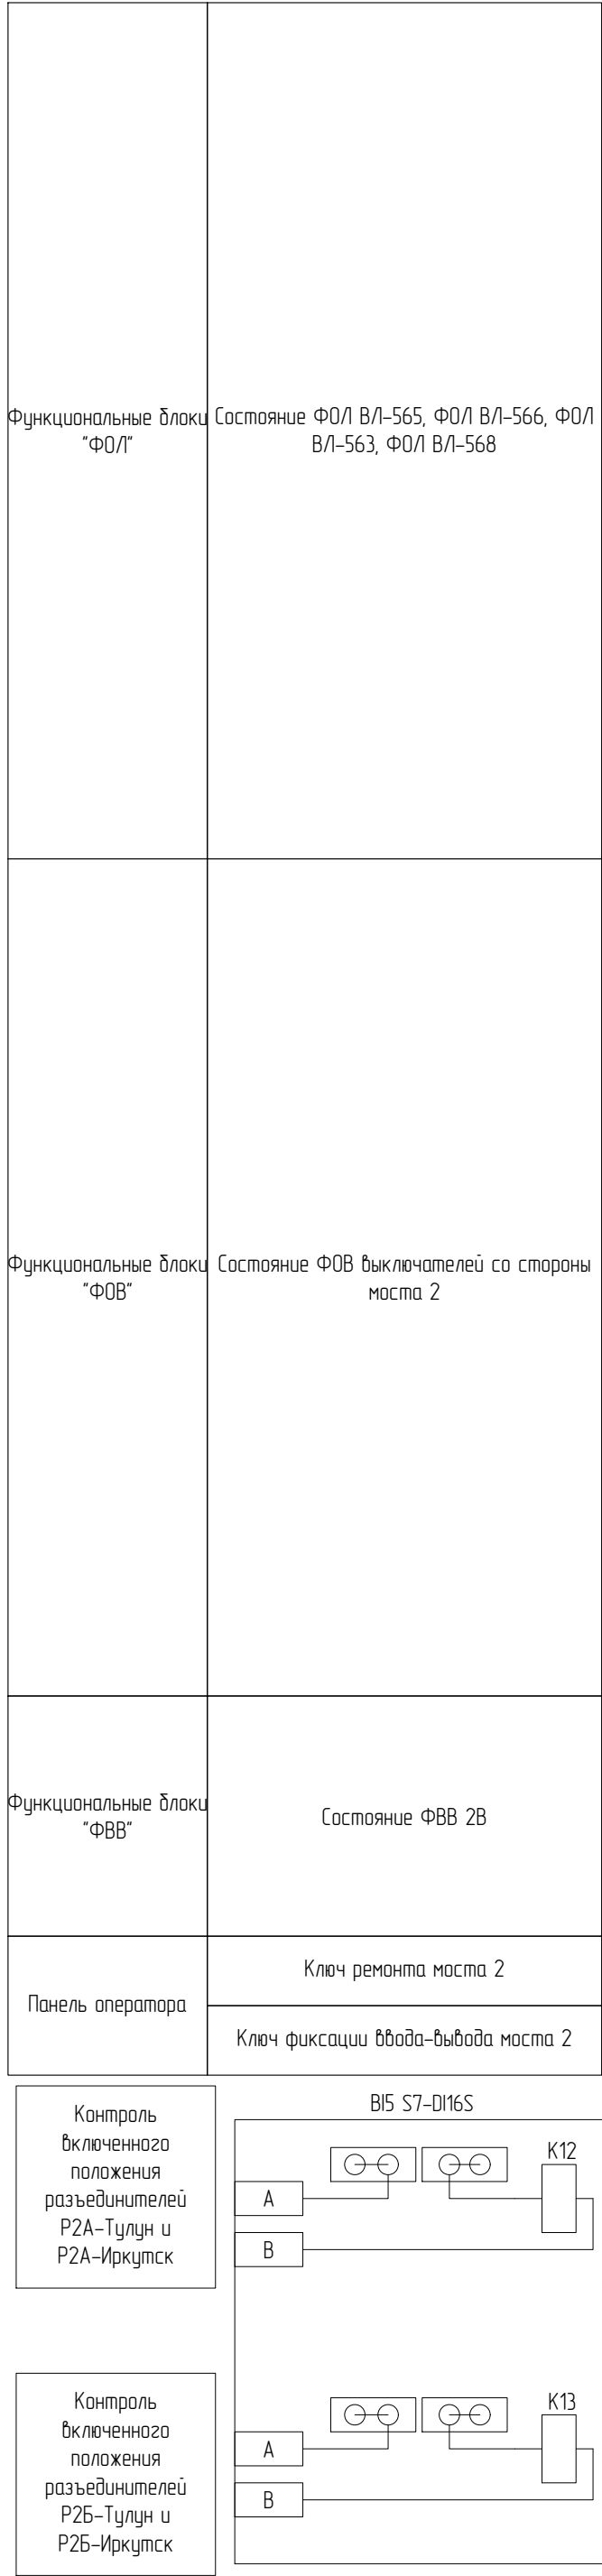 Функциональные блоки
"ФОЛ"
Состояние ФОЛ ВЛ-565, ФОЛ ВЛ-566, ФОЛ
ВЛ-563, ФОЛ ВЛ-568
Функциональные блоки
"ФОВ"
Состояние ФОВ выключателей со стороны
моста 2
Функциональные блоки
"ФВВ"
Состояние ФВВ 2В
Панель оператора
Ключ ремонта моста 2
Ключ фиксации ввода-вывода моста 2
Контроль
включенного
положения
разъединителей
Р2А-Тулун и
Р2А-Иркутск
BI5 S7-DI16S
K12
A
B
Контроль
включенного
положения
разъединителей
Р2Б-Тулун и
Р2Б-Иркутск
K13
A
B